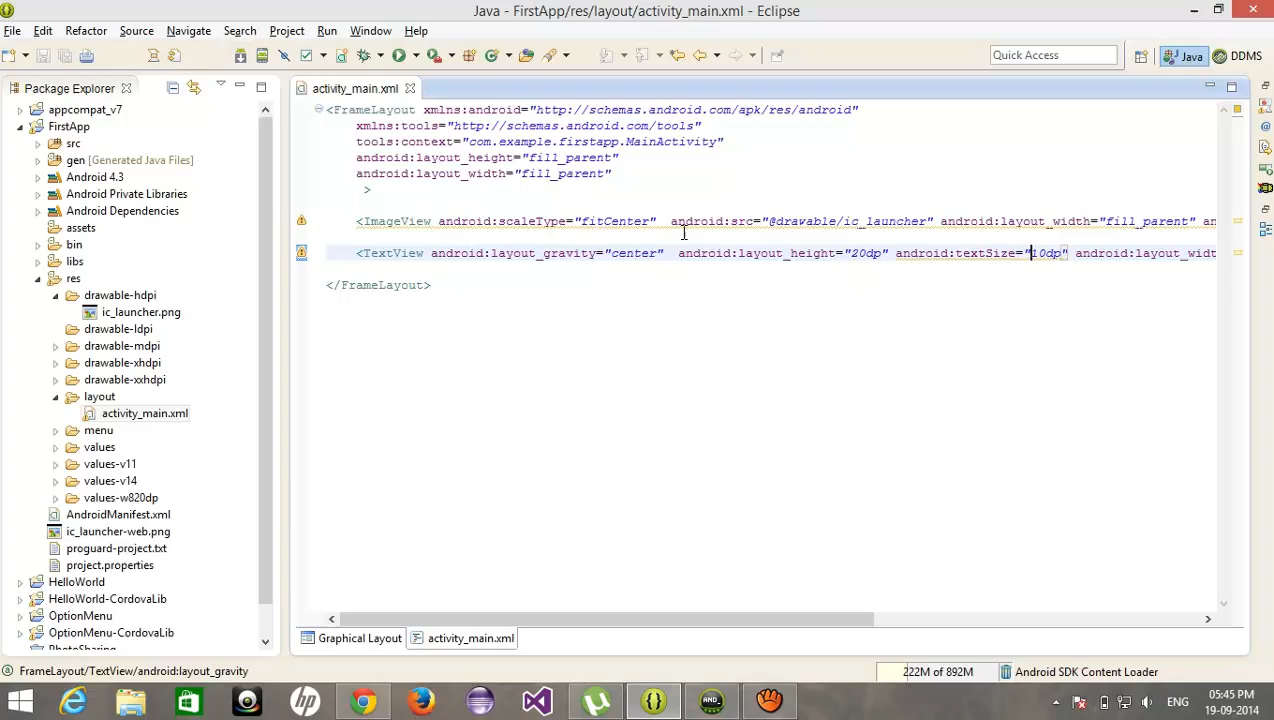 Java - FirstApp/res/layout/activity_main.xml - Eclipse
File Edit Refactor Source Navigate Search Project Run Window Help
Quick Access
Java
DDMS
Package Explorer
appcompat_v7
FirstApp
src
gen [Generated Java Files]
Android 4.3
Android Private Libraries
Android Dependencies
assets
bin
libs
res
drawable-hdpi
ic_launcher.png
drawable-ldpi
drawable-mdpi
drawable-xhdpi
drawable-xxhdpi
layout
activity_main.xml
menu
values
values-v11
values-v14
values-w820dp
AndroidManifest.xml
ic_launcher-web.png
proguard-project.txt
project.properties
HelloWorld
HelloWorld-CordovaLib
OptionMenu
OptionMenu-CordovaLib
PhotoSharing
activity_main.xml
<FrameLayout xmlns:android="http://schemas.android.com/apk/res/android"
xmlns:tools="http://schemas.android.com/tools"
tools:context="com.example.firstapp.MainActivity"
android:layout_height="fill_parent"
android:layout_width="fill_parent"
>
<ImageView android:scaleType="fitCenter" android:src="@drawable/ic_launcher" android:layout_width="fill_parent" an
<TextView android:layout_gravity="center" android:layout_height="20dp" android:textSize="10dp" android:layout_widt
</FrameLayout>
Graphical Layout
activity_main.xml
FrameLayout/TextView/android:layout_gravity
222M of 892M
Android SDK Content Loader
ENG
05:45 PM
19-09-2014